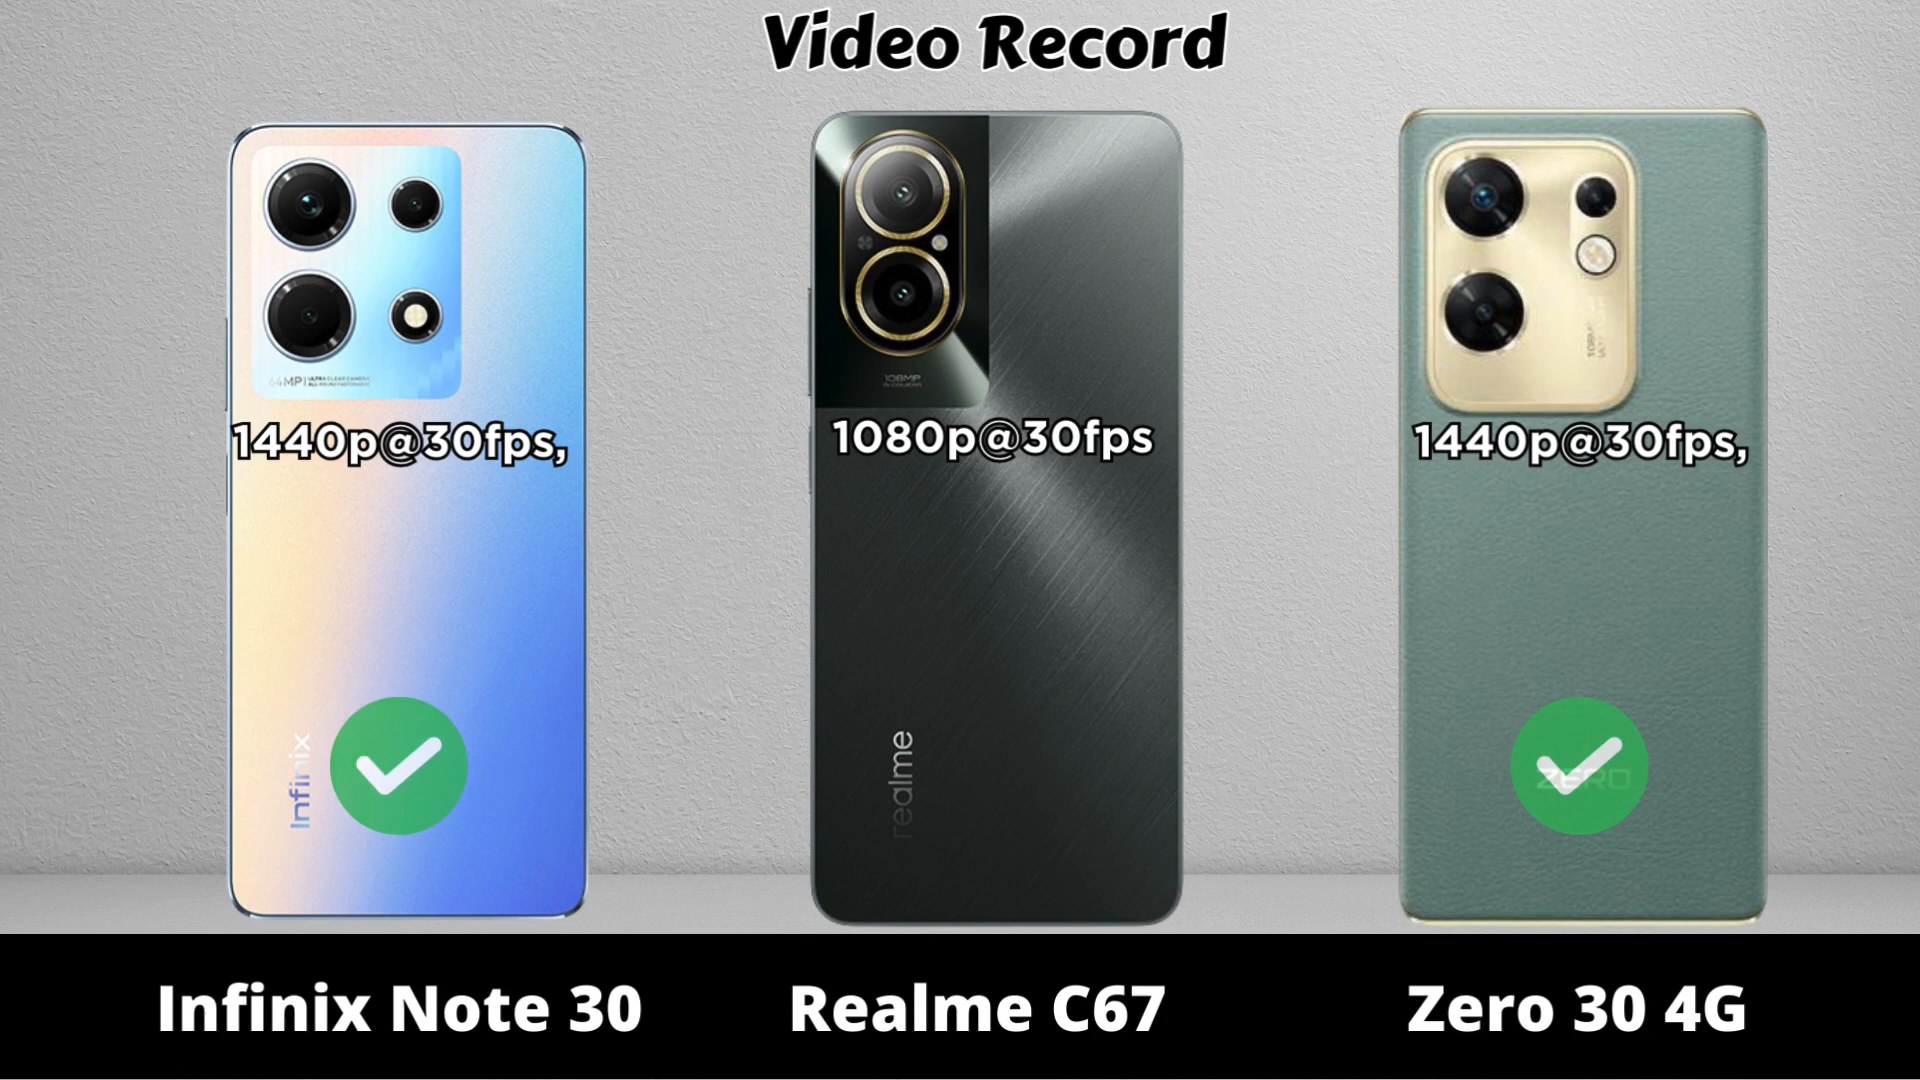 Video Record
64MP
108MP
1440p@30fps,
1080p@30fps
1440p@30fps,
Infinix
realme
ZERO
Infinix Note 30
Realme C67
Zero 30 4G